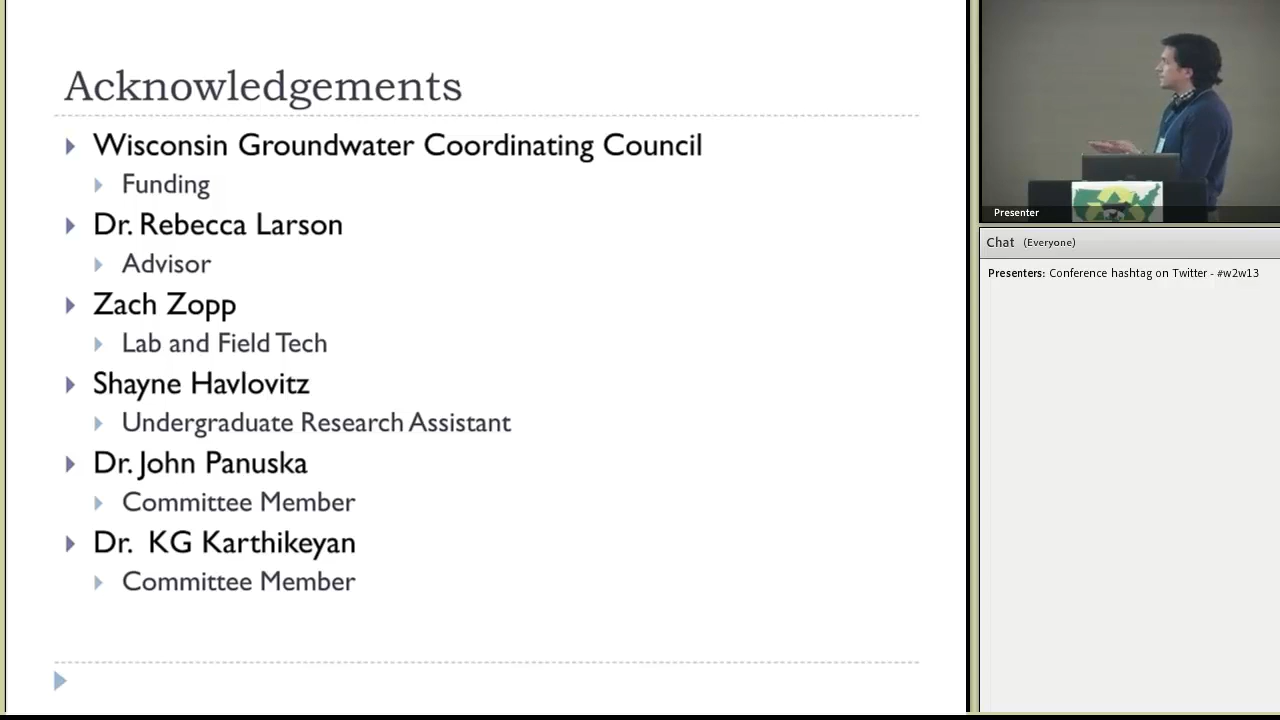 Acknowledgements
Wisconsin Groundwater Coordinating Council
Funding
Dr. Rebecca Larson
Advisor
Zach Zopp
Lab and Field Tech
Shayne Havlovitz
Undergraduate Research Assistant
Dr. John Panuska
Committee Member
Dr. KG Karthikeyan
Committee Member
Presenter
Chat (Everyone)
Presenters: Conference hashtag on Twitter - #w2w13